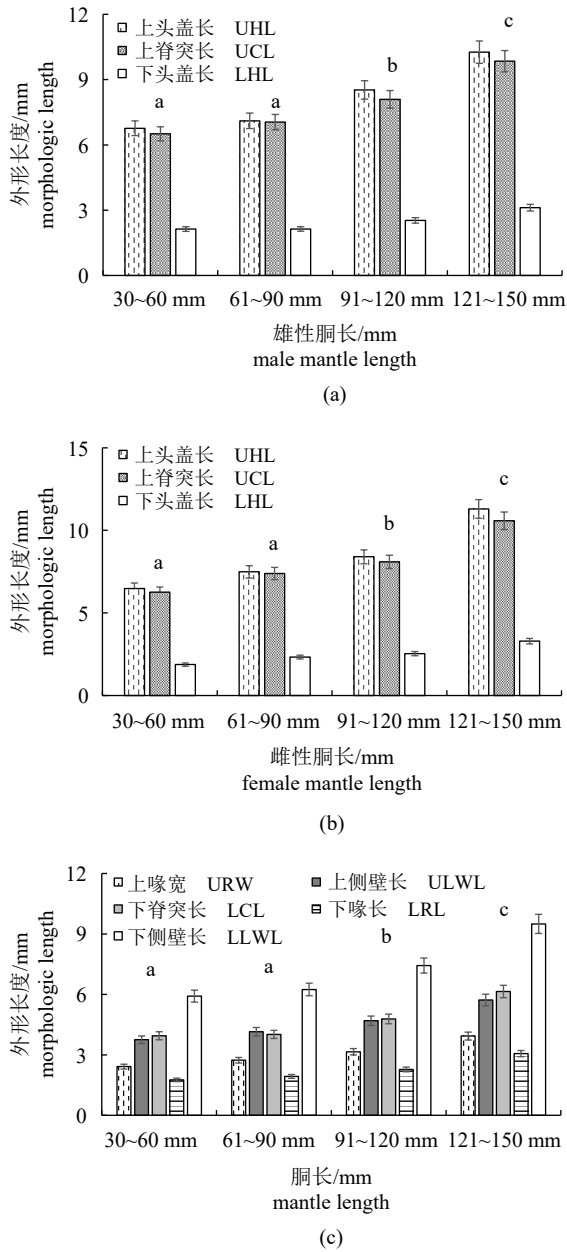 12
9
6
3
0
外形长度/mm
morphologic length
上头盖长 UHL
上脊突长 UCL
下头盖长 LHL
a
a
b
c
30~60 mm
61~90 mm
91~120 mm
121~150 mm
雄性胴长/mm
male mantle length
(a)
15
10
5
0
外形长度/mm
morphologic length
上头盖长 UHL
上脊突长 UCL
下头盖长 LHL
a
a
b
c
30~60 mm
61~90 mm
91~120 mm
121~150 mm
雌性胴长/mm
female mantle length
(b)
12
9
6
3
0
外形长度/mm
morphologic length
上喙宽 URW
上侧壁长 ULWL
下脊突长 LCL
下喙长 LRL
下侧壁长 LLWL
a
a
b
c
30~60 mm
61~90 mm
91~120 mm
121~150 mm
胴长/mm
mantle length
(c)